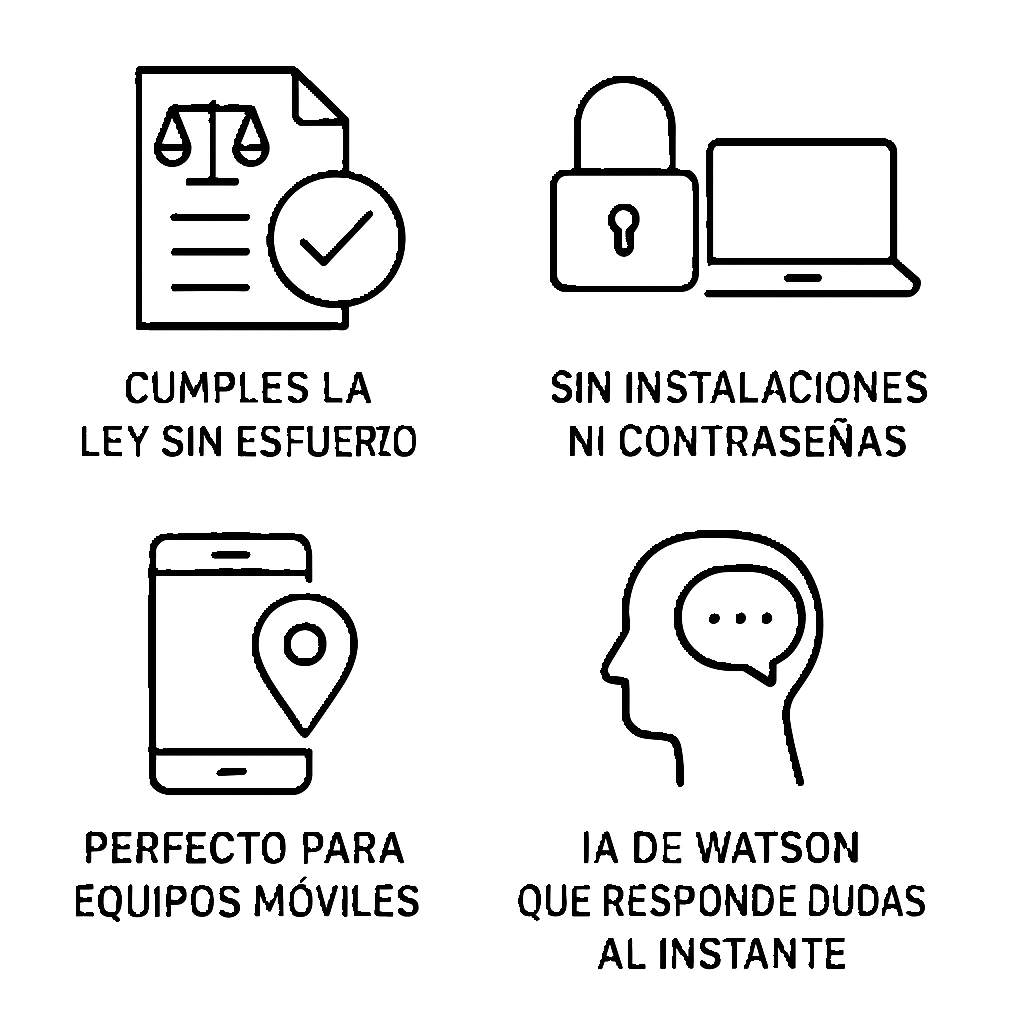 CUMPLES LA
LEY SIN ESFUERZO
SIN INSTALACIONES
NI CONTRASEÑAS
PERFECTO PARA
EQUIPOS MÓVILES
IA DE WATSON
QUE RESPONDE DUDAS
AL INSTANTE